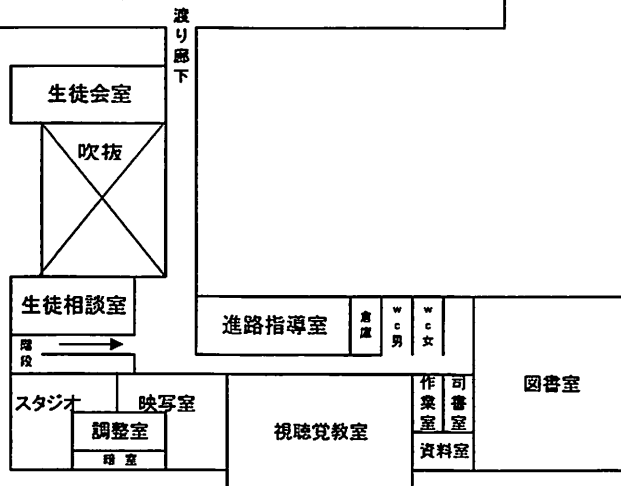 渡り廊下
生徒会室
吹抜
生徒相談室
階段
進路指導室
倉庫
wc男
wc女
図書室
スタジオ
映写室
調整室
暗室
視聴覚教室
作業室
司書室
資料室